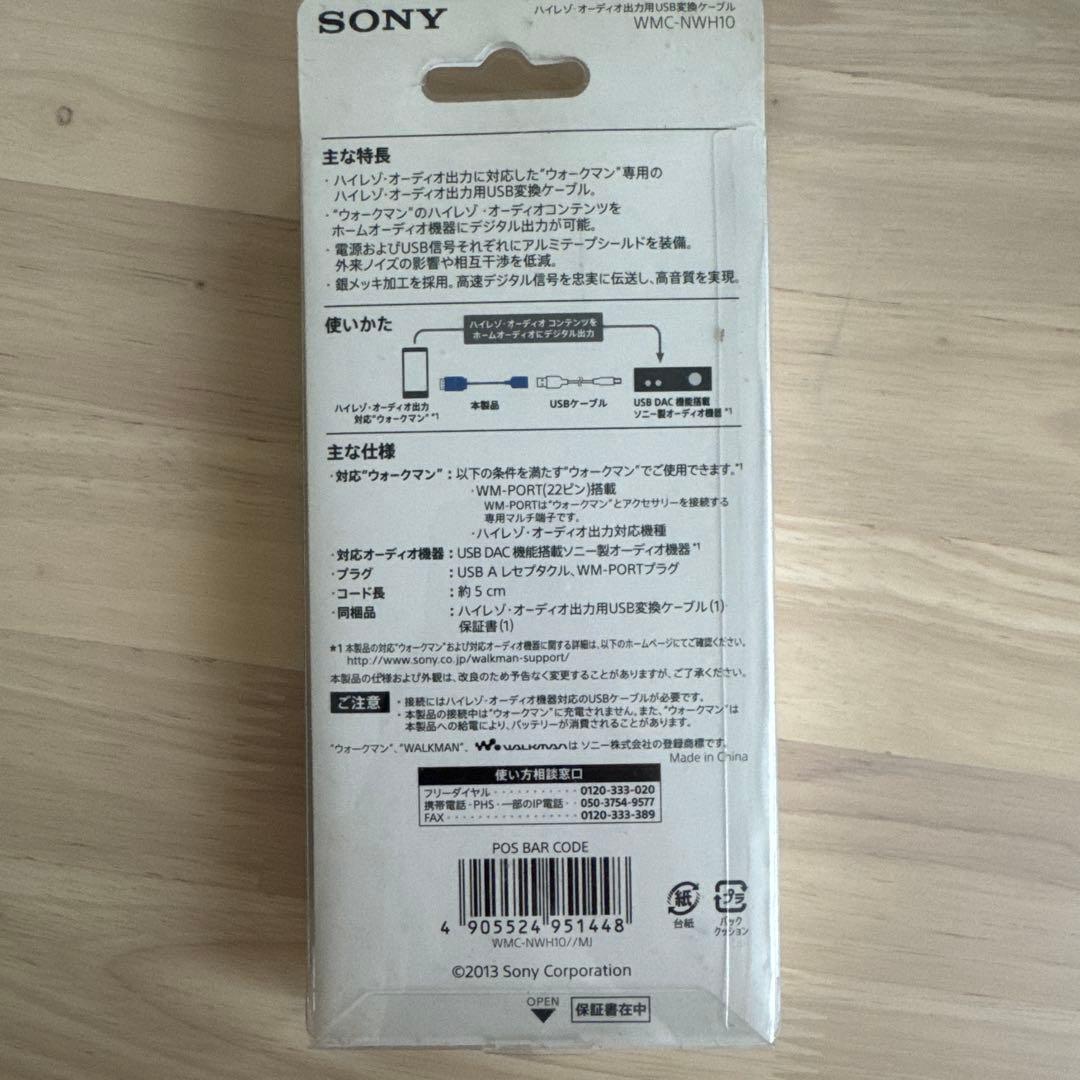 SONY
ハイレゾ・オーディオ出力用USB変換ケーブル
WMC-NWH10
主な特長
・ハイレゾ・オーディオ出力に対応した"ウォークマン"専用の
ハイレゾ・オーディオ出力用USB変換ケーブル。
・"ウォークマン"のハイレゾ・オーディオコンテンツを
ホームオーディオ機器にデジタル出力が可能。
・電源およびUSB信号それぞれにアルミテープシールドを装備。
外来ノイズの影響や相互干渉を低減。
・銀メッキ加工を採用。高速デジタル信号を忠実に伝送し、高音質を実現。
使いかた
ハイレゾ・オーディオ コンテンツを
ホームオーディオにデジタル出力
ハイレゾ・オーディオ出力
対応"ウォークマン"*1
本製品
USBケーブル
USB DAC 機能搭載
ソニー製オーディオ機器*1
主な仕様
・対応"ウォークマン"：以下の条件を満たす"ウォークマン"でご使用できます。*1
・WM-PORT(22ピン)搭載
WM-PORTは"ウォークマン"とアクセサリーを接続する
専用マルチ端子です。
・ハイレゾ・オーディオ出力対応機種
・対応オーディオ機器：USB DAC 機能搭載ソニー製オーディオ機器*1
・プラグ：USB A レセプタクル、WM-PORTプラグ
・コード長：約 5 cm
・同梱品：ハイレゾ・オーディオ出力用USB変換ケーブル(1)
保証書(1)
*1 本製品の対応"ウォークマン"および対応オーディオ機器に関する詳細は、以下のホームページにてご確認ください。
http://www.sony.co.jp/walkman-support/
本製品の仕様および外観は、改良のため予告なく変更することがありますが、ご了承ください。
ご注意
・接続にはハイレゾ・オーディオ機器対応のUSBケーブルが必要です。
・本製品の接続中は"ウォークマン"に充電されません。また、"ウォークマン"は
本製品への給電により、バッテリーが消費されることがあります。
"ウォークマン"、"WALKMAN"、 WALKMANは ソニー株式会社の登録商標です。
Made in China
使い方相談窓口
フリーダイヤル・・・・・・・・・・0120-333-020
携帯電話・PHS・一部のIP電話・・050-3754-9577
FAX・・・・・・・・・・・・・・・0120-333-389
POS BAR CODE
4 905524 951448
WMC-NWH10//MJ
紙
台紙
プラ
パック
クッション
©2013 Sony Corporation
OPEN
保証書在中